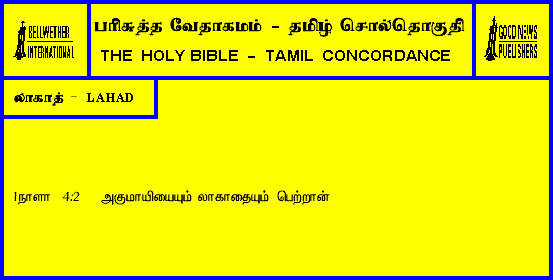 BELLWETHER
INTERNATIONAL
பரிசுத்த வேதாகமம் - தமிழ் சொல்தொகுதி
THE HOLY BIBLE - TAMIL CONCORDANCE
GOOD NEWS
PUBLISHERS
லாகாத் - LAHAD
1நாளா 4:2 அகுமாயியையும் லாகாதையும் பெற்றான்